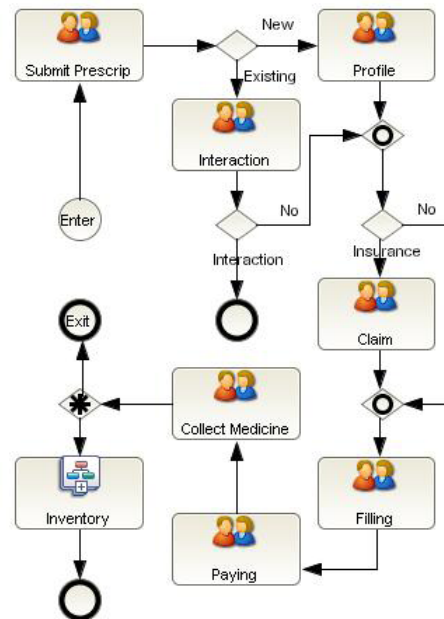 New
Submit Prescrip
Profile
Existing
Interaction
Enter
No
No
Interaction
Insurance
Exit
Claim
Collect Medicine
Inventory
Filling
Paying